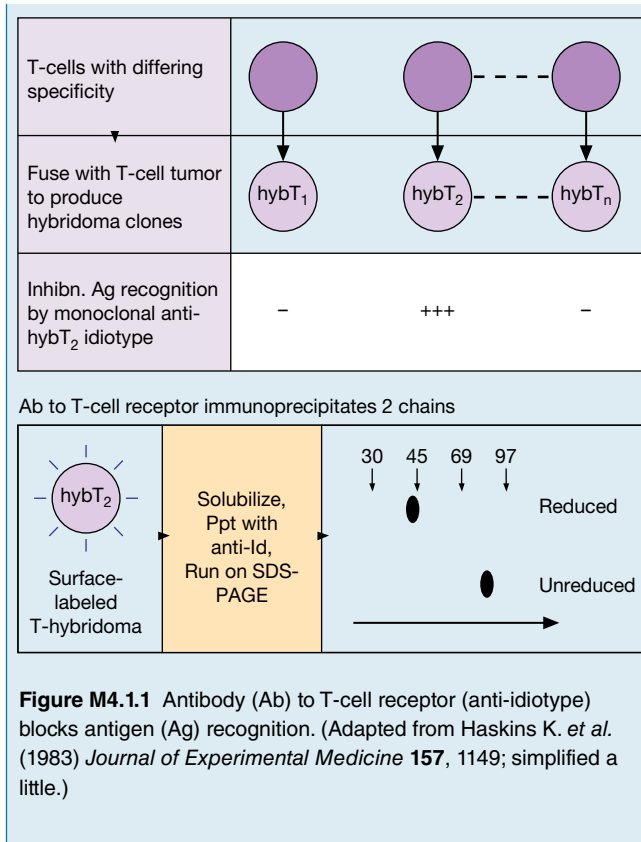 T-cells with differing
specificity
Fuse with T-cell tumor
to produce
hybridoma clones
hybT₁
hybT₂
hybTₙ
Inhibn. Ag recognition
by monoclonal anti-
hybT₂ idiotype
–
+++
–
Ab to T-cell receptor immunoprecipitates 2 chains
hybT₂
Surface-
labeled
T-hybridoma
Solubilize,
Ppt with
anti-Id,
Run on SDS-
PAGE
30 45 69 97
Reduced
Unreduced
Figure M4.1.1 Antibody (Ab) to T-cell receptor (anti-idiotype)
blocks antigen (Ag) recognition. (Adapted from Haskins K. et al.
(1983) Journal of Experimental Medicine 157, 1149; simplified a
little.)